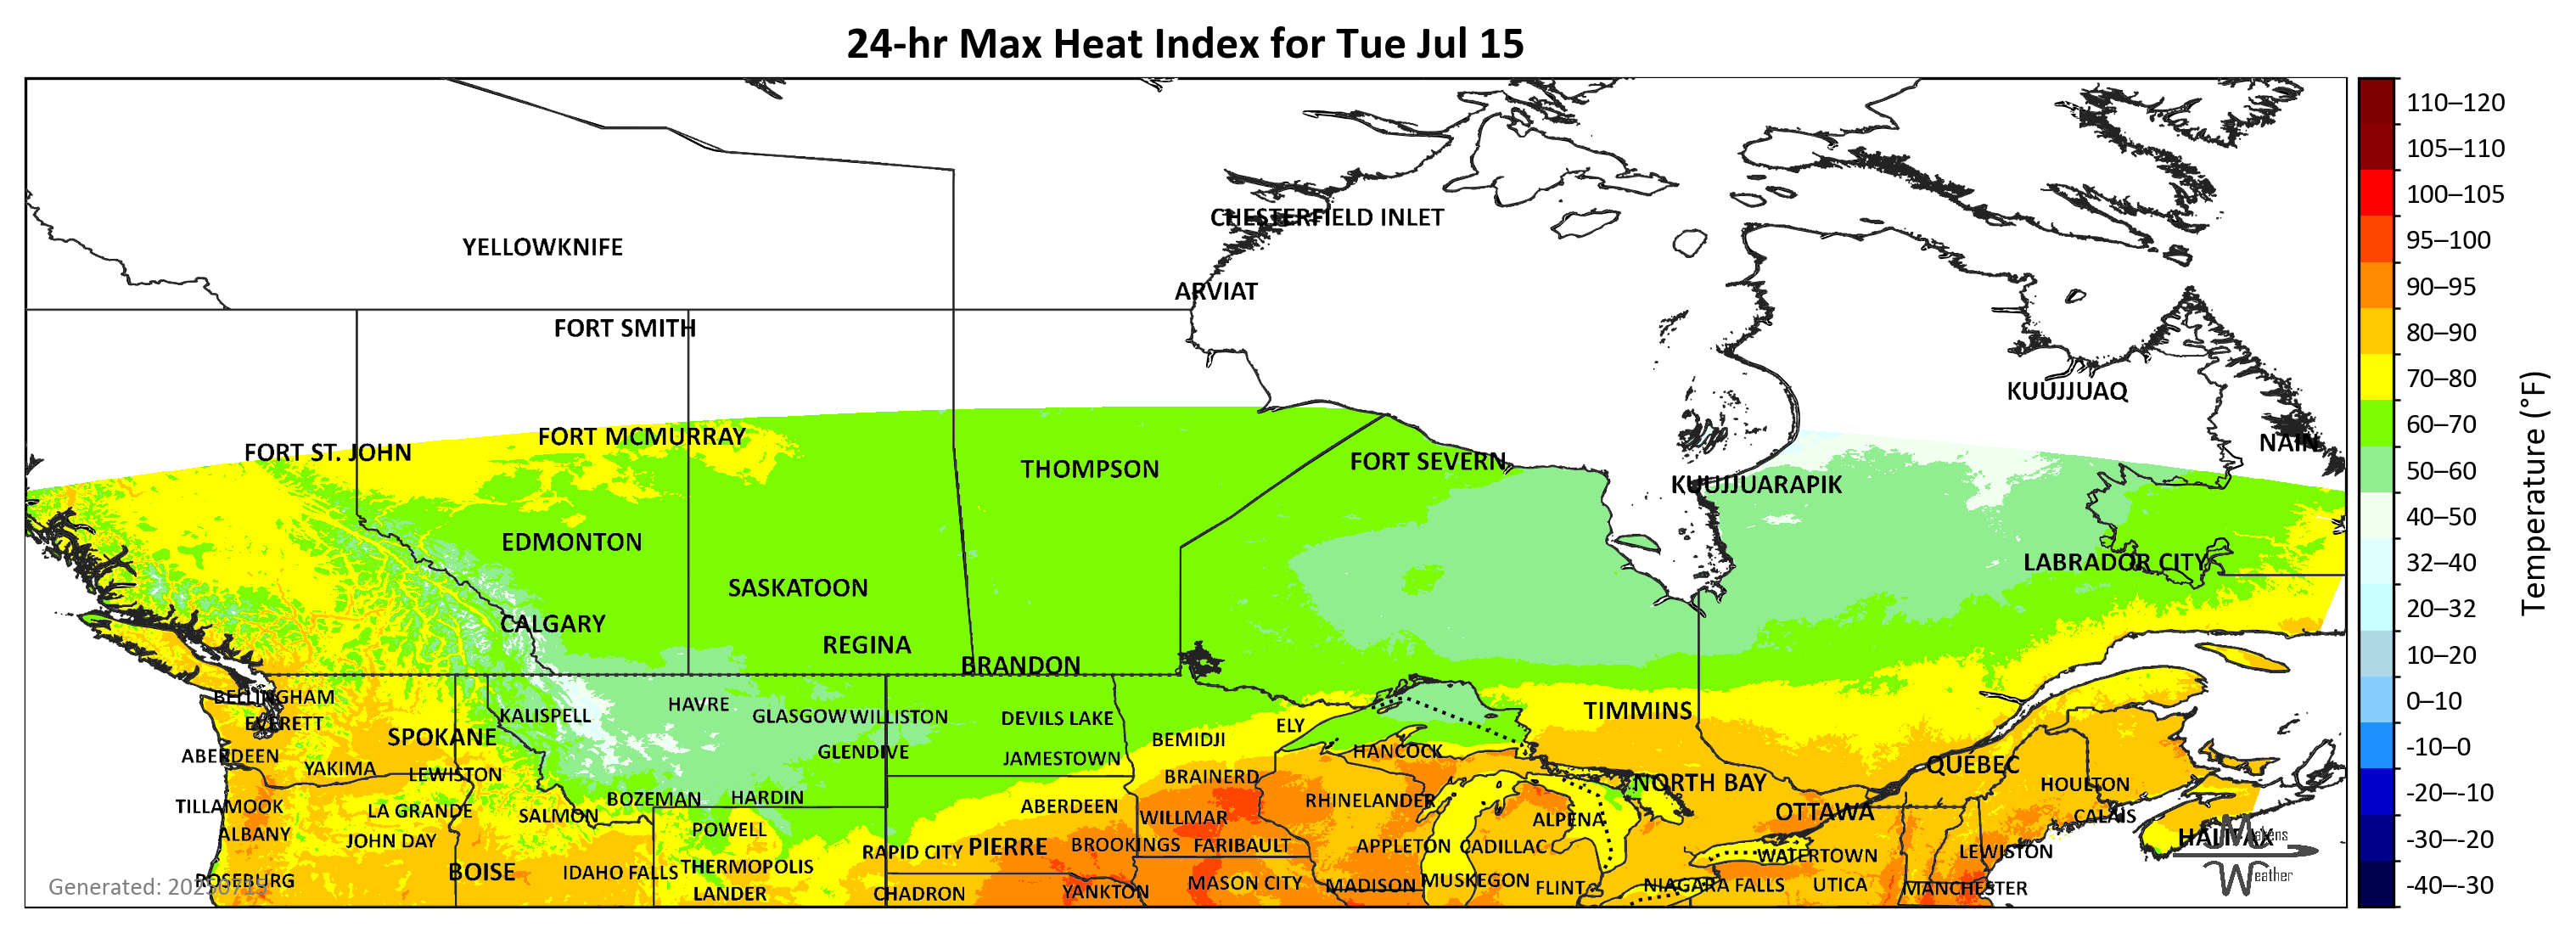 24-hr Max Heat Index for Tue Jul 15
110–120
105–110
100–105
CHESTERFIELD INLET
95–100
YELLOWKNIFE
90–95
ARVIAT
80–90
FORT SMITH
70–80
KUUJJUAQ
60–70
FORT MCMURRAY
NAIN
FORT ST. JOHN
50–60
THOMPSON
FORT SEVERN
KUUJJUARAPIK
40–50
EDMONTON
32–40
LABRADOR CITY
SASKATOON
20–32
CALGARY
REGINA
10–20
BRANDON
Temperature (°F)
BELLINGHAM
HAVRE
0–10
KALISPELL
GLASGOW
WILLISTON
DEVILS LAKE
TIMMINS
EVERETT
ELY
SPOKANE
BEMIDJI
-10–0
ABERDEEN
GLENDIVE
JAMESTOWN
HANCOCK
QUÉBEC
YAKIMA
LEWISTON
BRAINERD
NORTH BAY
HOULTON
-20–-10
TILLAMOOK
LA GRANDE
SALMON
BOZEMAN
HARDIN
ABERDEEN
RHINELANDER
OTTAWA
CALAIS
WILLMAR
ALPENA
ALBANY
JOHN DAY
POWELL
HALIFAX
-30–-20
Makens
Weather
RAPID CITY
PIERRE
BROOKINGS
FARIBAULT
APPLETON
CADILLAC
WATERTOWN
LEWISTON
BOISE
IDAHO FALLS
THERMOPOLIS
ROSEBURG
Generated: 20250715
LANDER
CHADRON
YANKTON
MASON CITY
MADISON
MUSKEGON
FLINT
NIAGARA FALLS
UTICA
MANCHESTER
-40–-30